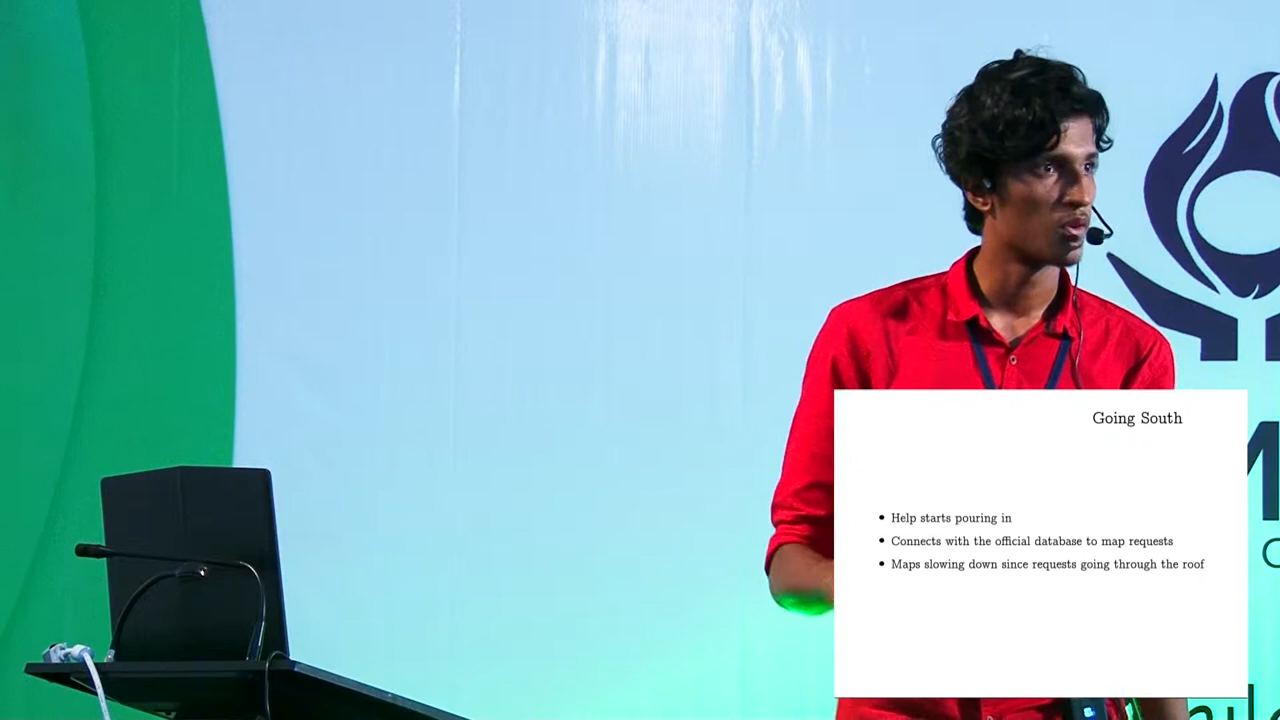 Going South
Help starts pouring in
Connects with the official database to map requests
Maps slowing down since requests going through the roof